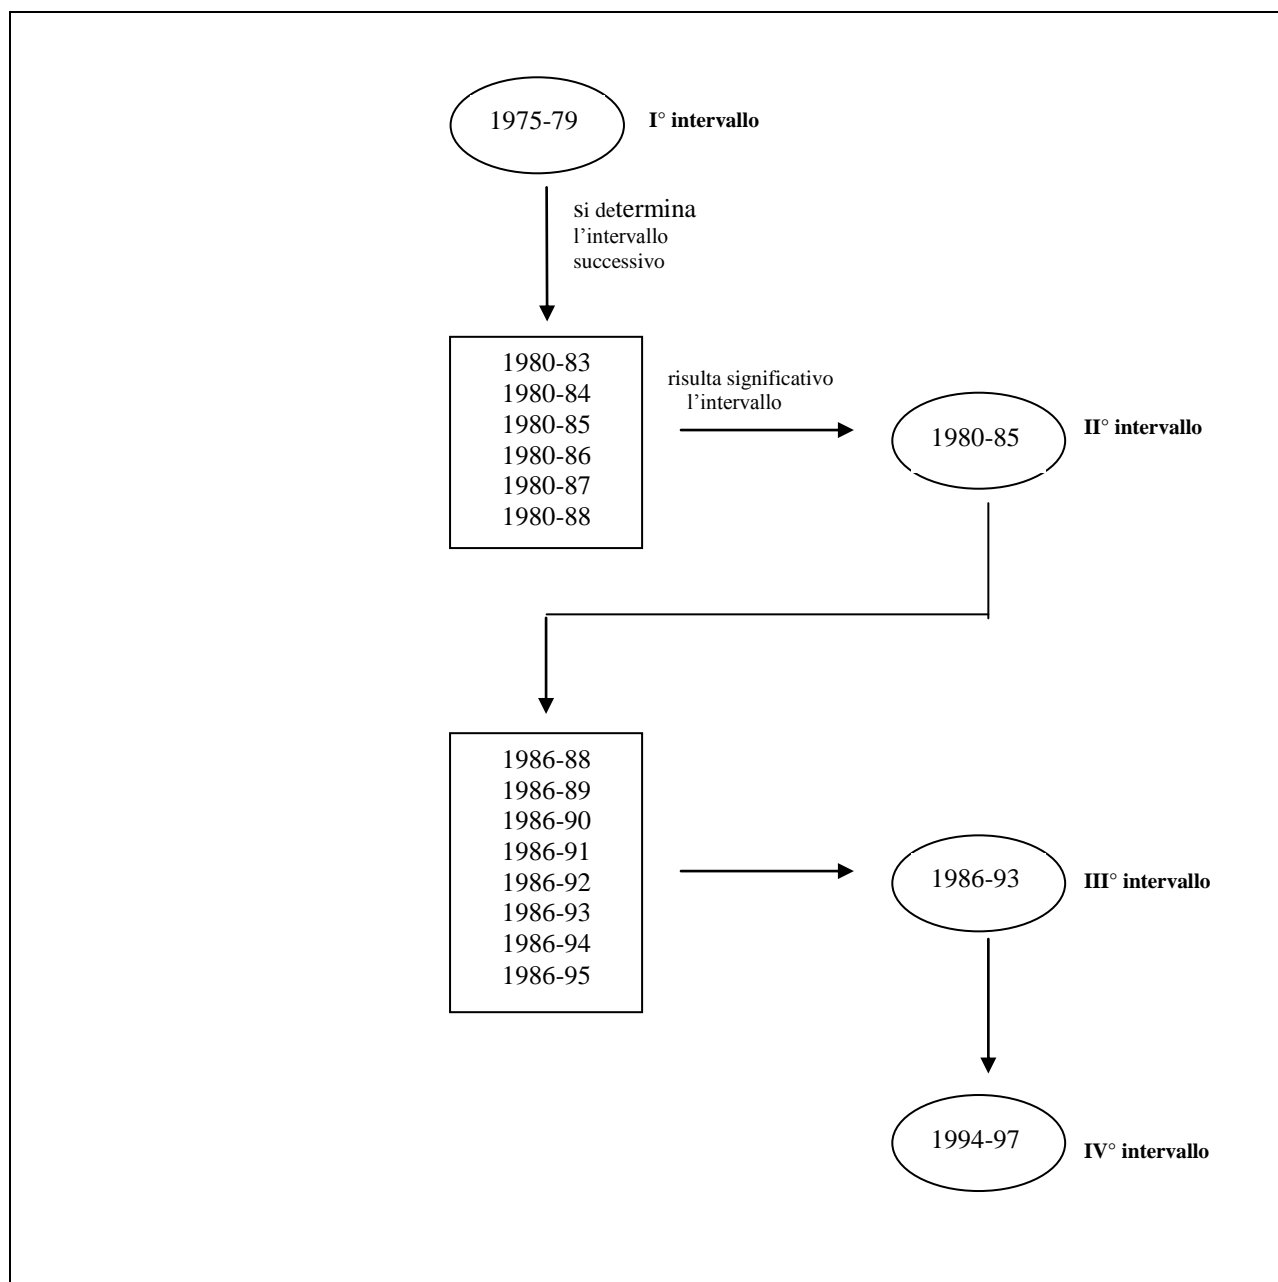 1975-79
I° intervallo
si determina
l’intervallo
successivo
1980-83
1980-84
1980-85
1980-86
1980-87
1980-88
risulta significativo
l’intervallo
1980-85
II° intervallo
1986-88
1986-89
1986-90
1986-91
1986-92
1986-93
1986-94
1986-95
1986-93
III° intervallo
1994-97
IV° intervallo